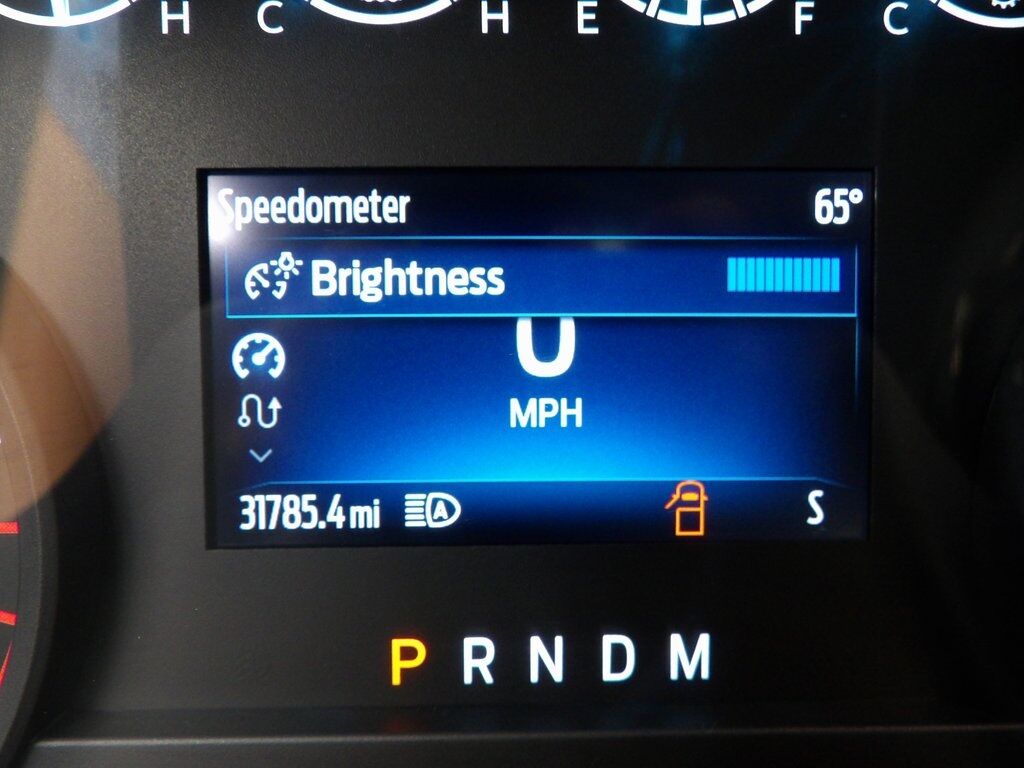 H C H E F C
Speedometer 65°
Brightness
0
MPH
31785.4 mi A S
P R N D M